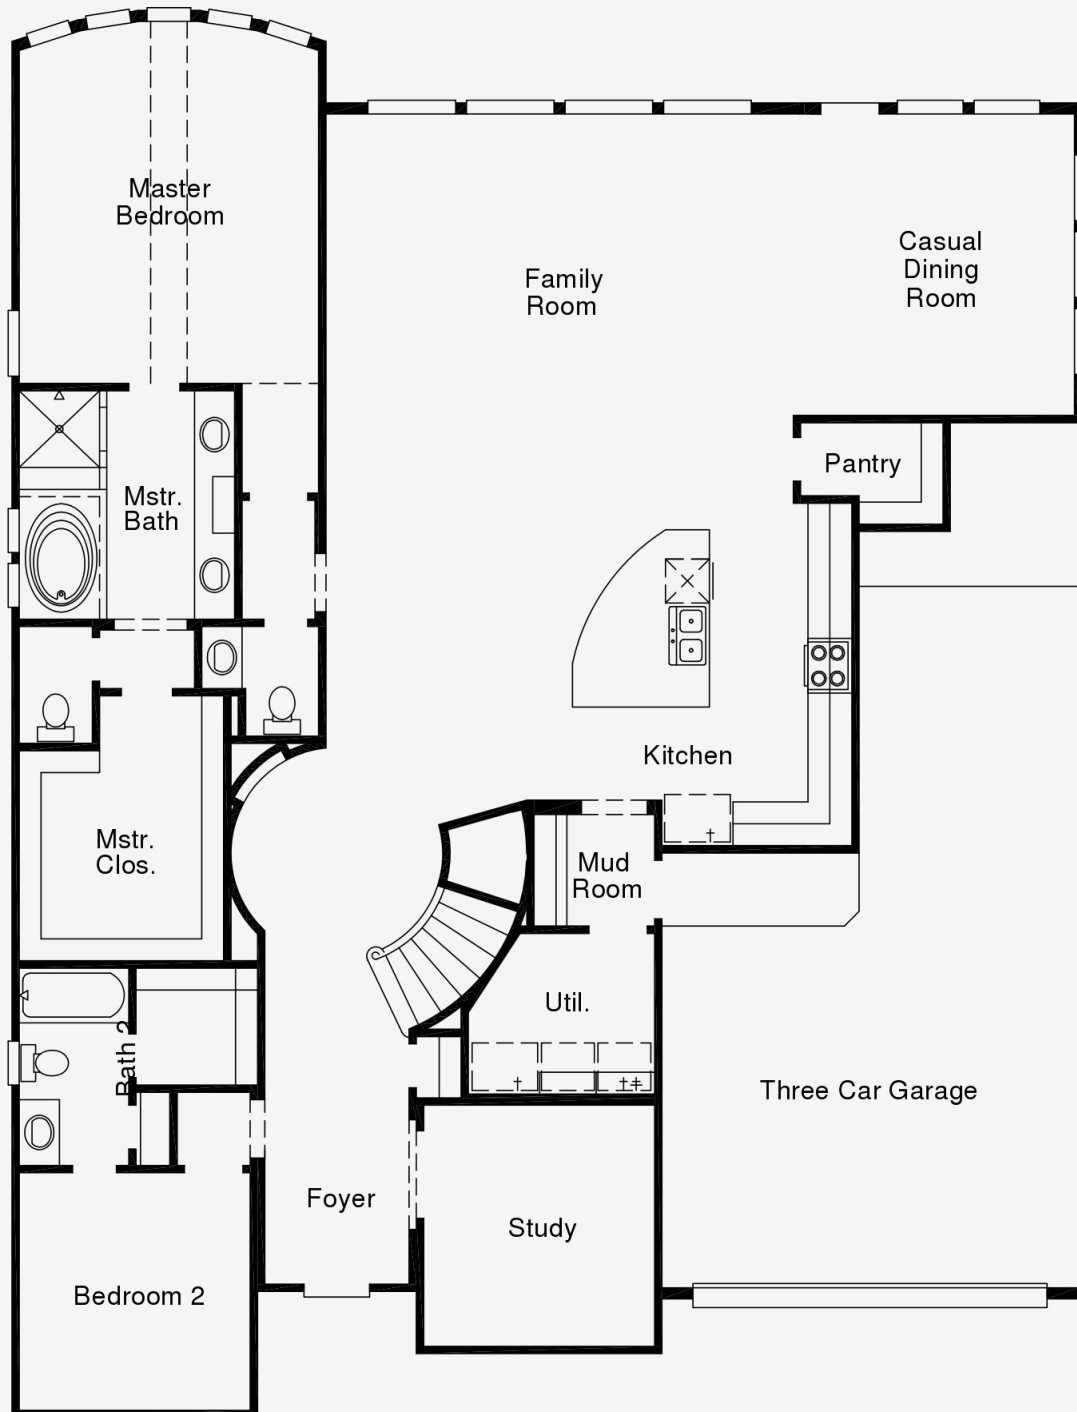 Master
Bedroom
Family
Room
Casual
Dining
Room
Mstr.
Bath
Pantry
Kitchen
Mstr.
Clos.
Mud
Room
Util.
Bath 2
Three Car Garage
Foyer
Study
Bedroom 2